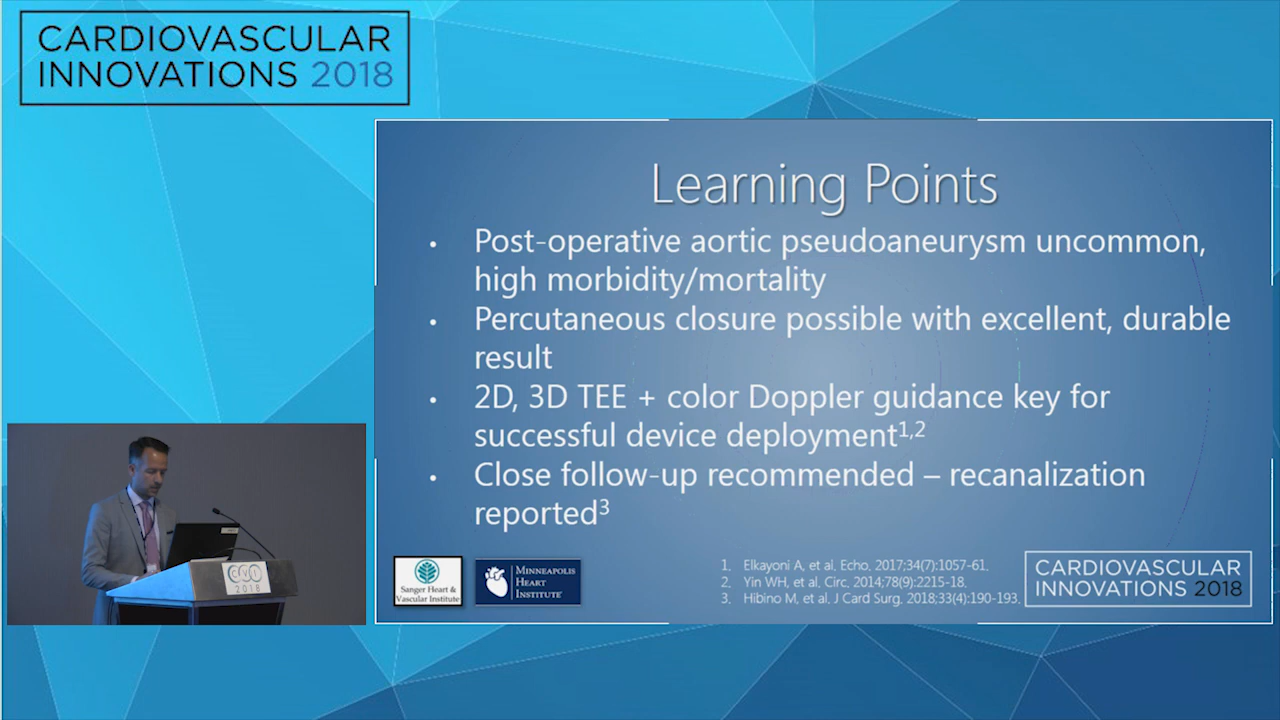 CARDIOVASCULAR
INNOVATIONS 2018
Learning Points
• Post-operative aortic pseudoaneurysm uncommon,
high morbidity/mortality
• Percutaneous closure possible with excellent, durable
result
• 2D, 3D TEE + color Doppler guidance key for
successful device deployment1,2
• Close follow-up recommended – recanalization
reported3
Sanger Heart &
Vascular Institute
MINNEAPOLIS
HEART
INSTITUTE
1. Elkayoni A, et al, Echo. 2017;34(7):1057-61.
2. Yin WH, et al, Circ. 2014;78(9):2215-18.
3. Hibino M, et al, J Card Surg. 2018;33(4):190-193.
CARDIOVASCULAR
INNOVATIONS 2018
CVI
2018